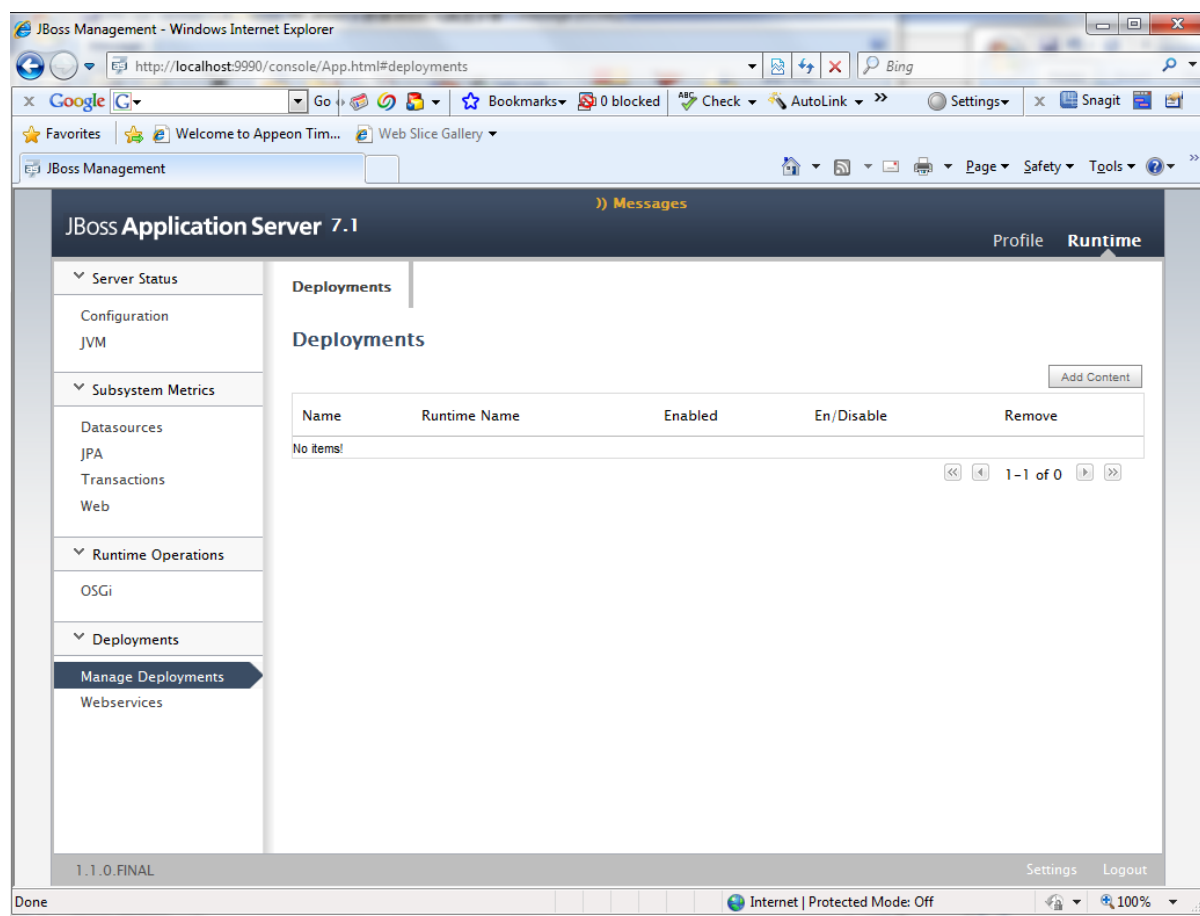 JBoss Management - Windows Internet Explorer
http://localhost:9990/console/App.html#deployments
Bing
Google G Go Bookmarks 0 blocked ABC Check AutoLink » Settings Snagit
Favorites Welcome to Appeon Tim... Web Slice Gallery
JBoss Management Page Safety Tools »
)) Messages
JBoss Application Server 7.1
Profile Runtime
Server Status
Configuration
JVM
Subsystem Metrics
Datasources
JPA
Transactions
Web
Runtime Operations
OSGi
Deployments
Manage Deployments
Webservices
Deployments
Deployments
Add Content
Name Runtime Name Enabled En/Disable Remove
No items!
1-1 of 0
1.1.0.FINAL Settings Logout
Done Internet | Protected Mode: Off 100%